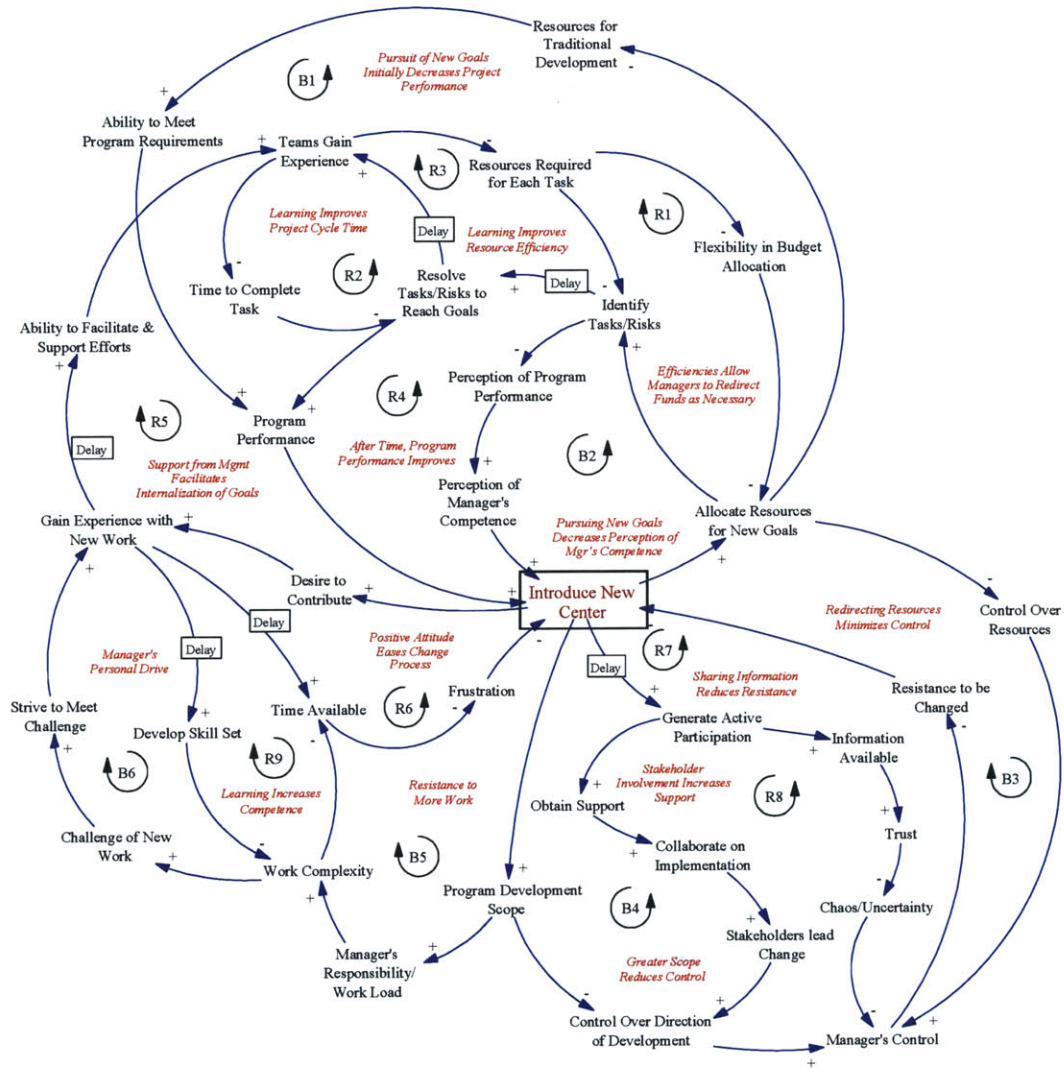 Resources for
Traditional
Development
Pursuit of New Goals
Initially Decreases Project
Performance
B1
Ability to Meet
Program Requirements
Teams Gain
Experience
R3
Resources Required
for Each Task
R1
Learning Improves
Project Cycle Time
Learning Improves
Resource Efficiency
Delay
Flexibility in Budget
Allocation
R2
Time to Complete
Task
Resolve
Tasks/Risks to
Reach Goals
Delay
Identify
Tasks/Risks
Ability to Facilitate &
Support Efforts
Perception of Program
Performance
Efficiencies Allow
Managers to Redirect
Funds as Necessary
R4
R5
Program
Performance
Delay
After Time, Program
Performance Improves
B2
Support from Mgmt
Facilitates
Internalization of Goals
Perception of
Manager's
Competence
Allocate Resources
for New Goals
Gain Experience with
New Work
Pursuing New Goals
Decreases Perception of
Mgr's Competence
Desire to
Contribute
Introduce New
Center
Redirecting Resources
Minimizes Control
Control Over
Resources
Delay
Delay
Manager's
Personal Drive
Positive Attitude
Eases Change
Process
Delay
R7
Sharing Information
Reduces Resistance
Resistance to be
Changed
Strive to Meet
Challenge
Develop Skill Set
Time Available
R6
Frustration
Generate Active
Participation
Information
Available
B6
R9
Learning Increases
Competence
Resistance to
More Work
Stakeholder
Involvement Increases
Support
R8
B3
Obtain Support
Challenge of New
Work
Work Complexity
B5
Collaborate on
Implementation
Trust
Program Development
Scope
B4
Chaos/Uncertainty
Stakeholders lead
Change
Manager's
Responsibility/
Work Load
Greater Scope
Reduces Control
Control Over Direction
of Development
Manager's Control